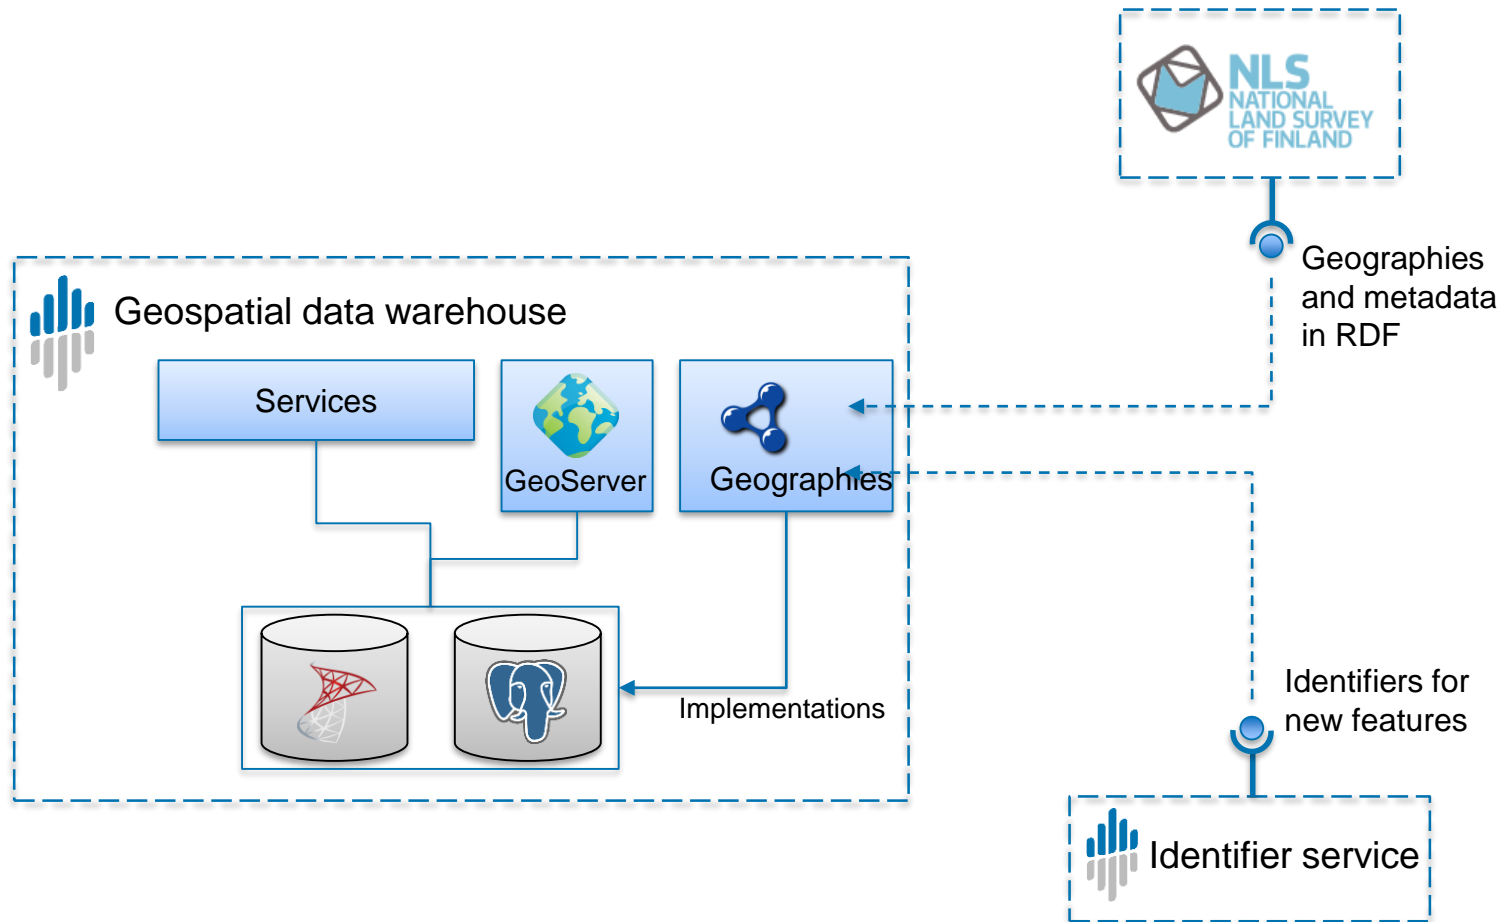 NLS
NATIONAL
LAND SURVEY
OF FINLAND
Geographies
and metadata
in RDF
Geospatial data warehouse
Services
GeoServer
Geographies
Implementations
Identifiers for
new features
Identifier service